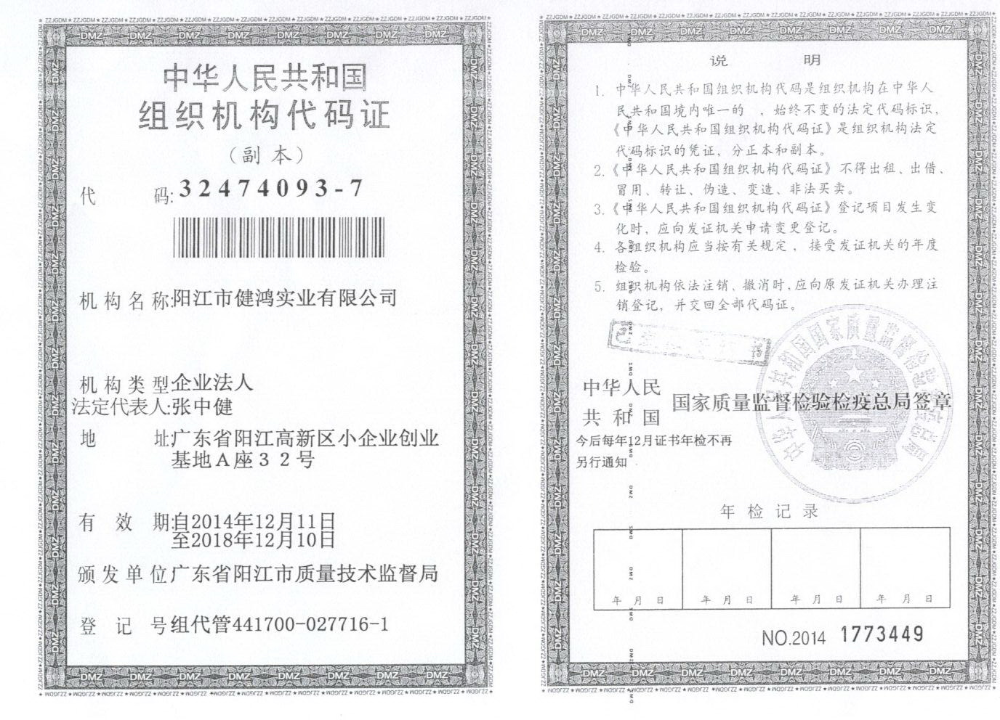 中华人民共和国
组织机构代码证
（副 本）
代 码: 32474093-7
机构名称:阳江市健鸿实业有限公司
机构类型企业法人
法定代表人:张中健
地 址:广东省阳江高新区小企业创业
基地A座32号
有 效 期:自2014年12月11日
至2018年12月10日
颁发单位广东省阳江市质量技术监督局
登 记 号组代管441700-027716-1
说 明
1. 中华人民共和国组织机构代码是组织机构在中华人
民共和国境内唯一的 ，始终不变的法定代码标识，
《中华人民共和国组织机构代码证》是组织机构法定
代码标识的凭证，分正本和副本。
2.《中华人民共和国组织机构代码证》不得出租、出借、
冒用、转让、伪造、变造、非法买卖。
3.《中华人民共和国组织机构代码证》登记项目发生变
化时，应向发证机关申请变更登记。
4. 各组织机构应当按有关规定 ，接受发证机关的年度
检验。
5. 组织机构依法注销、撤消时，应向原发证机关办理注
销登记，并交回全部代码证。
中华人民
共和国
国家质量监督检验检疫总局签章
今后每年12月证书年检不再
另行通知
年 检 记 录
年 月 日 年 月 日 年 月 日 年 月 日
NO.2014 1773449